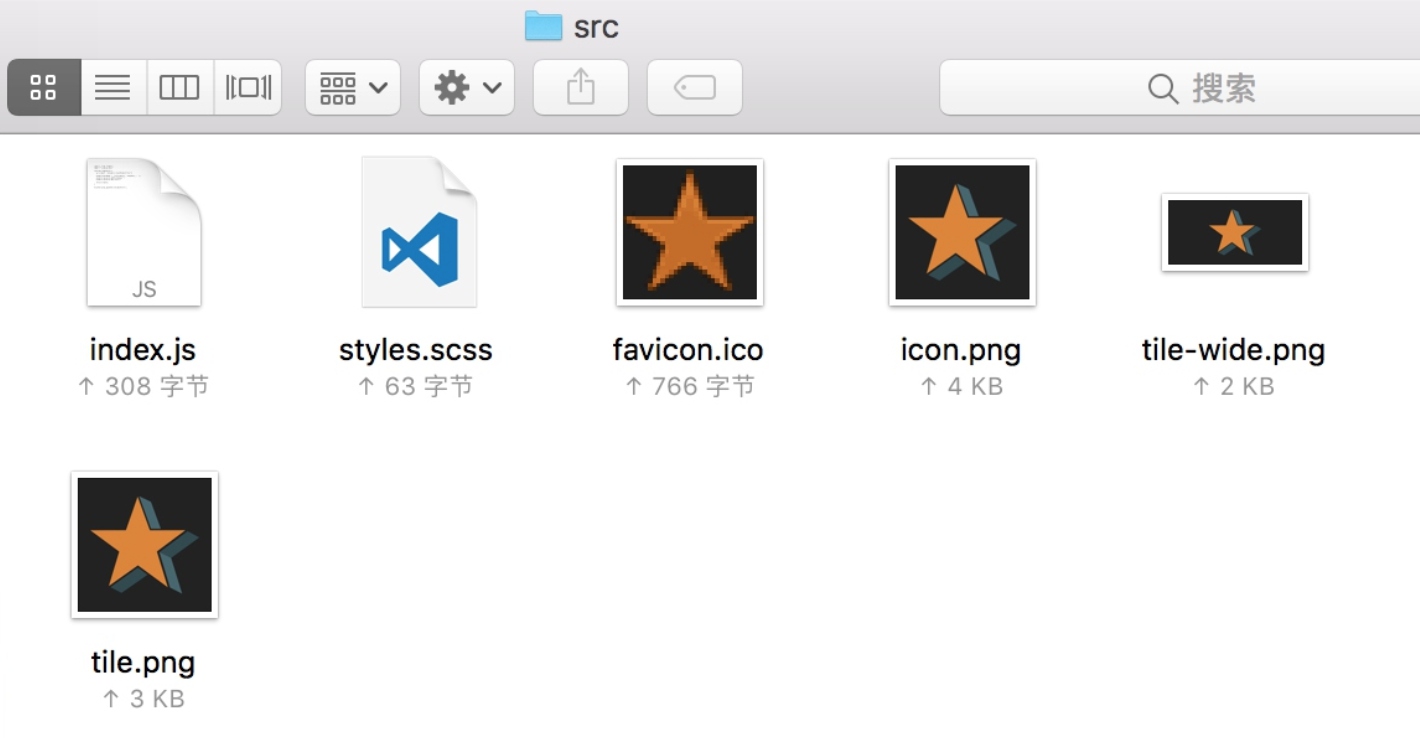 src
搜索
JS
index.js
↑ 308 字节
styles.scss
↑ 63 字节
favicon.ico
↑ 766 字节
icon.png
↑ 4 KB
tile-wide.png
↑ 2 KB
tile.png
↑ 3 KB